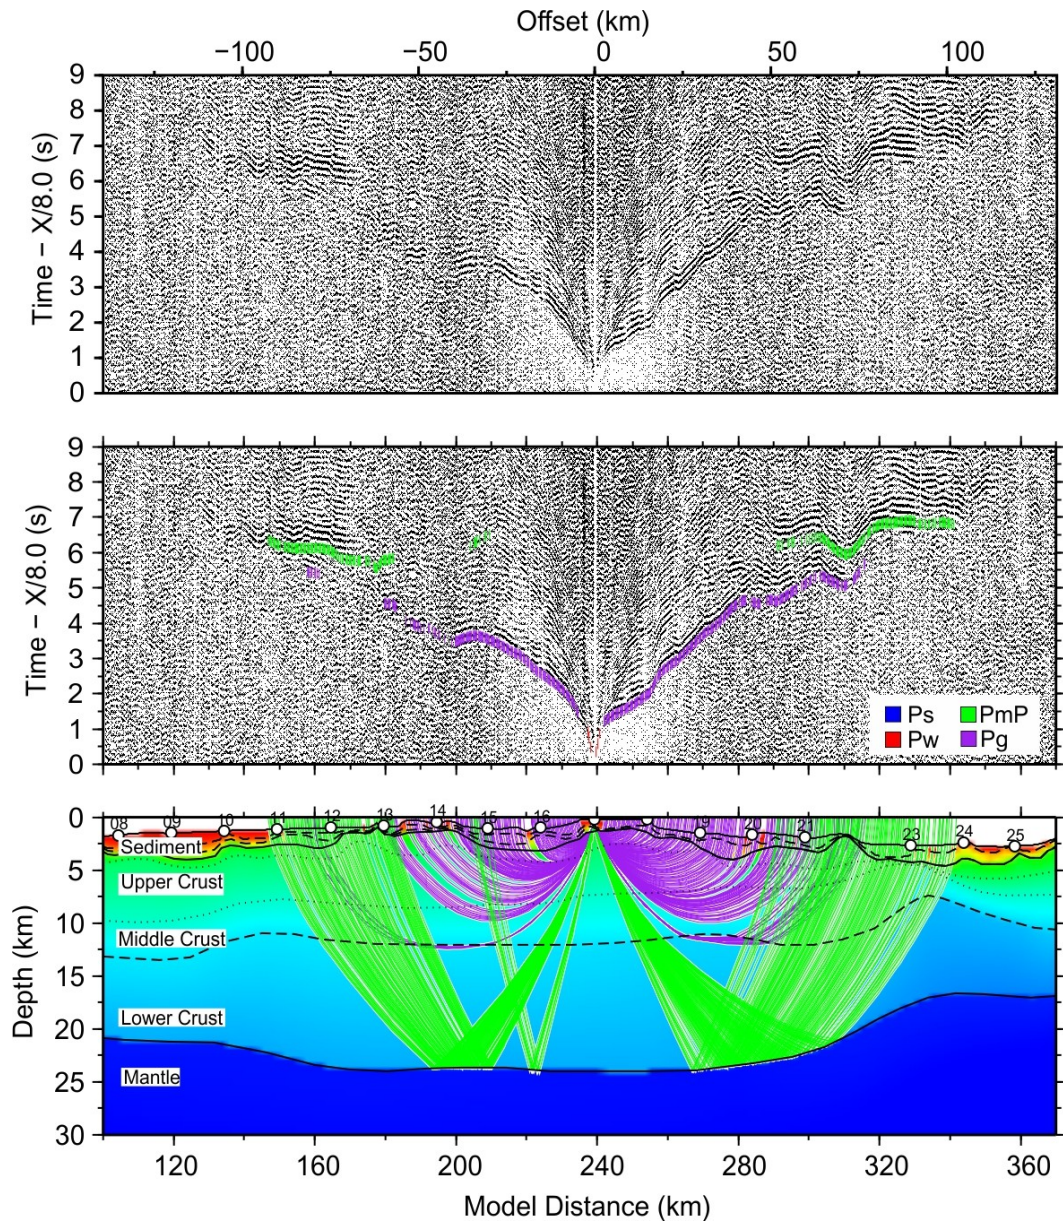 Offset (km)
−100 −50 0 50 100
9
8
7
6
5
4
3
2
1
0
Time − X/8.0 (s)
9
8
7
6
5
4
3
2
1
0
Time − X/8.0 (s)
Ps PmP
Pw Pg
0
5
10
15
20
25
30
Depth (km)
08 09 10 11 12 13 14 15 16 19 20 21 23 24 25
Sediment
Upper Crust
Middle Crust
Lower Crust
Mantle
120 160 200 240 280 320 360
Model Distance (km)